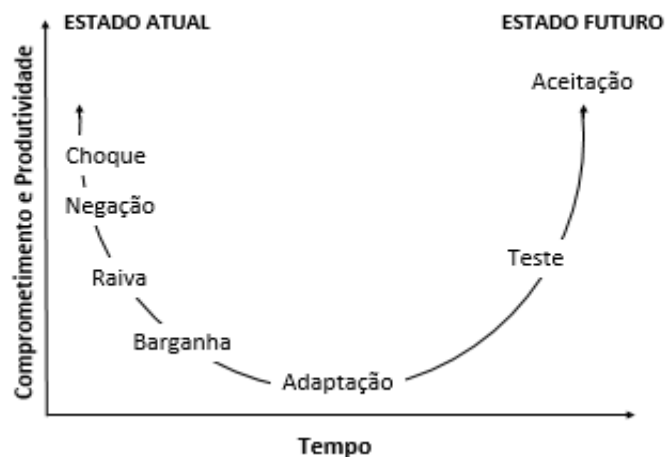 ESTADO ATUAL
ESTADO FUTURO
Comprometimento e Produtividade
Aceitação
Choque
Negação
Teste
Raiva
Barganha
Adaptação
Tempo